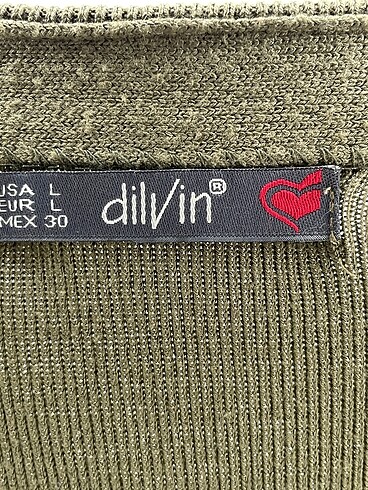 USA L
EUR L
MEX 30
dilvin®